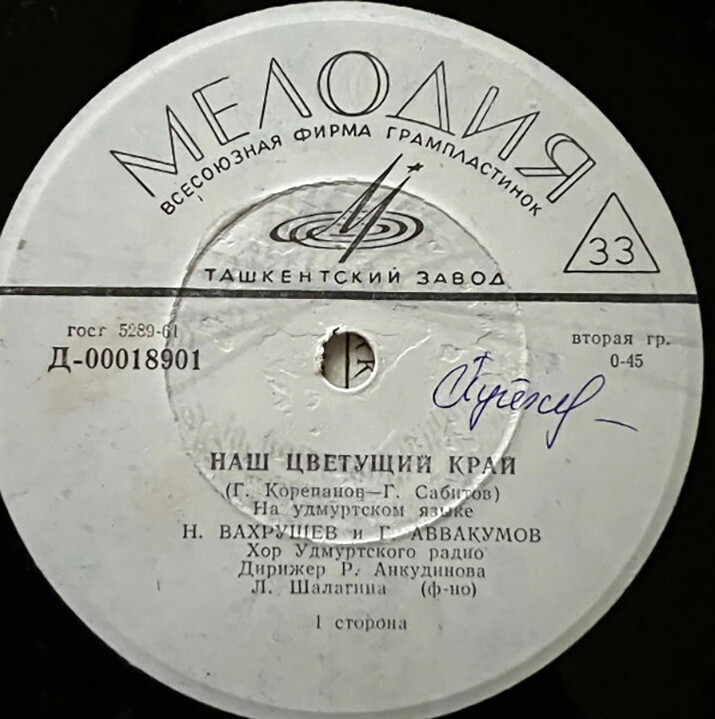 МЕЛОДИЯ
ВСЕСОЮЗНАЯ ФИРМА ГРАМПЛАСТИНОК
33
ТАШКЕНТСКИЙ ЗАВОД
гост 5289-61
Д-00018901
вторая гр.
0-45
НАШ ЦВЕТУЩИЙ КРАЙ
(Г. Корепанов—Г. Сабитов)
На удмуртском языке
Н. ВАХРУШЕВ и Г. АВВАКУМОВ
Хор Удмуртского радио
Дирижер Р. Анкудинова
Л. Шалагина (ф-но)
1 сторона